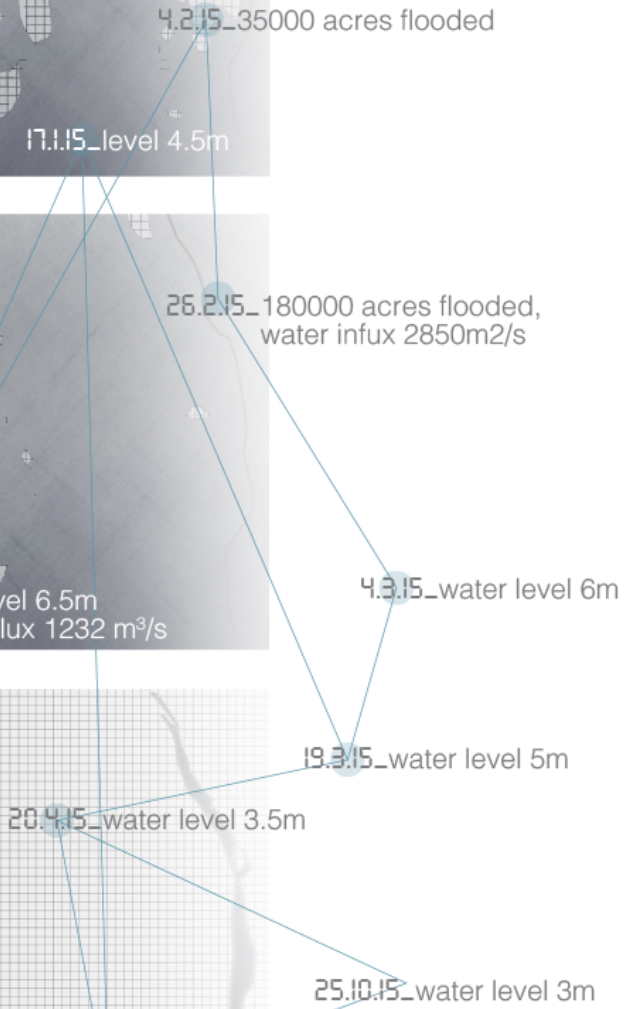 4.2.15_35000 acres flooded
17.1.15_level 4.5m
26.2.15_180000 acres flooded,
water infux 2850m2/s
4.3.15_water level 6m
vel 6.5m
lux 1232 m³/s
19.3.15_water level 5m
20.4.15_water level 3.5m
25.10.15_water level 3m